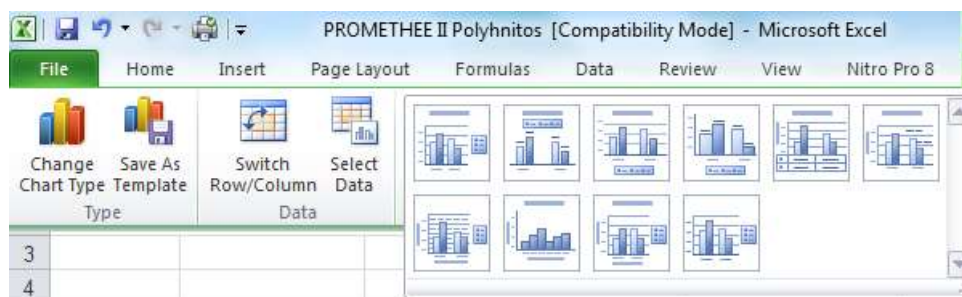 PROMETHEE II Polyhnitos [Compatibility Mode] - Microsoft Excel
File Home Insert Page Layout Formulas Data Review View Nitro Pro 8
Change Save As Switch Select
Chart Type Template Row/Column Data
Type Data
3
4